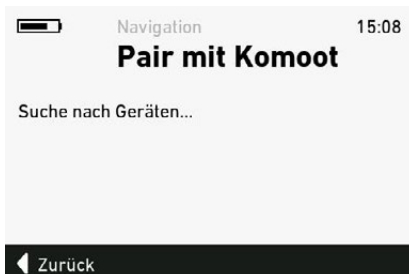 Navigation
15:08
Pair mit Komoot
Suche nach Geräten...
Zurück